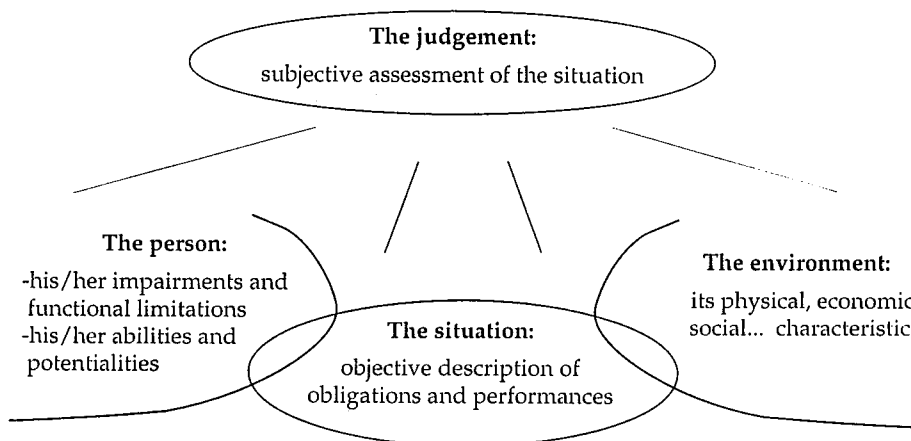 The judgement:
subjective assessment of the situation
The person:
-his/her impairments and
functional limitations
-his/her abilities and
potentialities
The situation:
objective description of
obligations and performances
The environment:
its physical, economic
social... characteristic